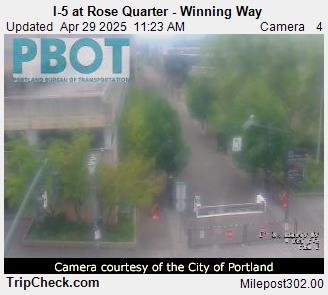 I-5 at Rose Quarter - Winning Way
Updated Apr 29 2025 11:23 AM Camera 4
PBOT
PORTLAND BUREAU OF TRANSPORTATION
Camera courtesy of the City of Portland
TripCheck.com Milepost302.00